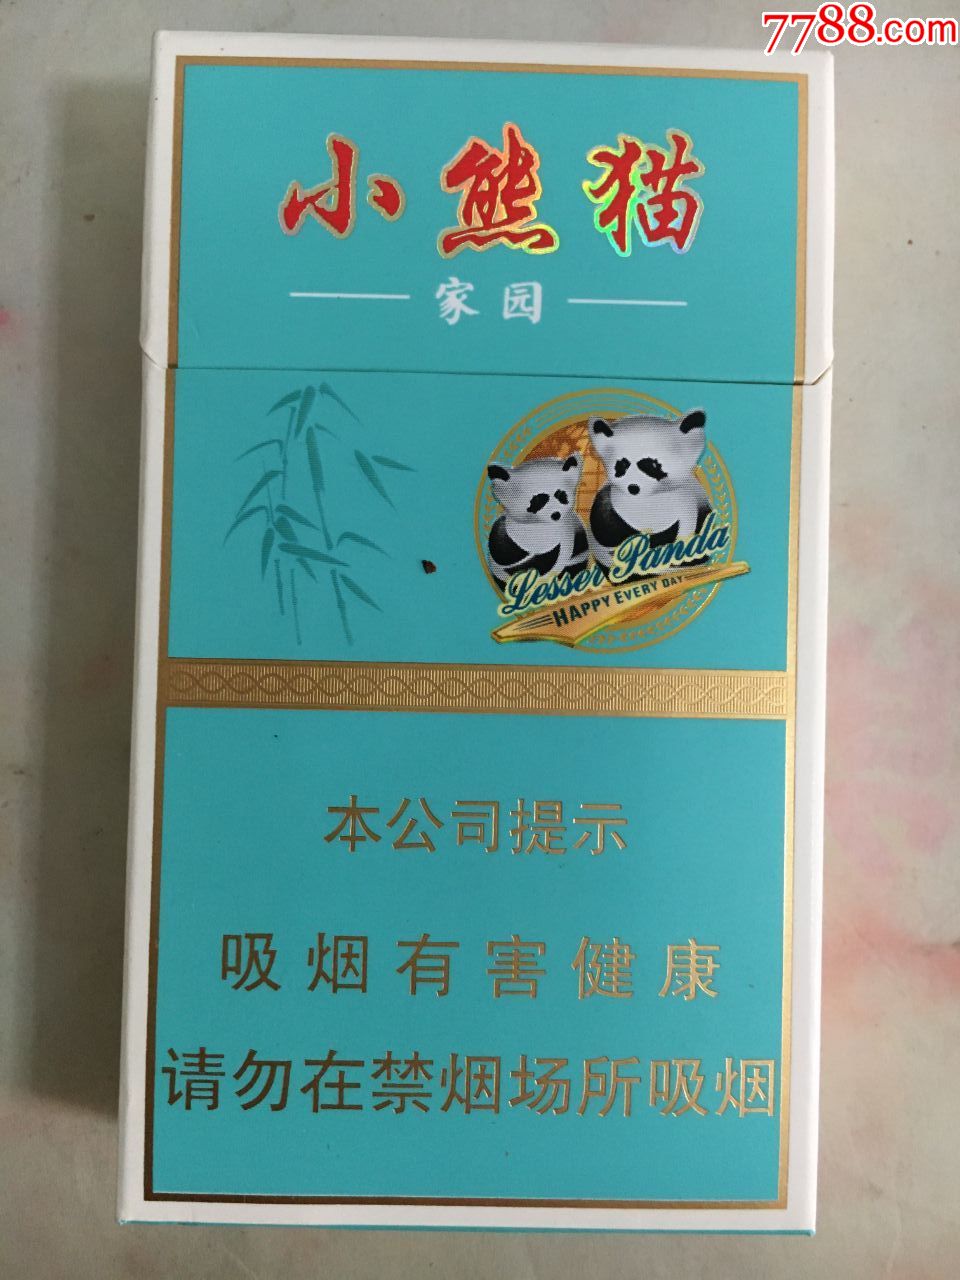 7788.com
小熊猫
家园
Lesser Panda
HAPPY EVERY DAY
本公司提示
吸烟有害健康
请勿在禁烟场所吸烟